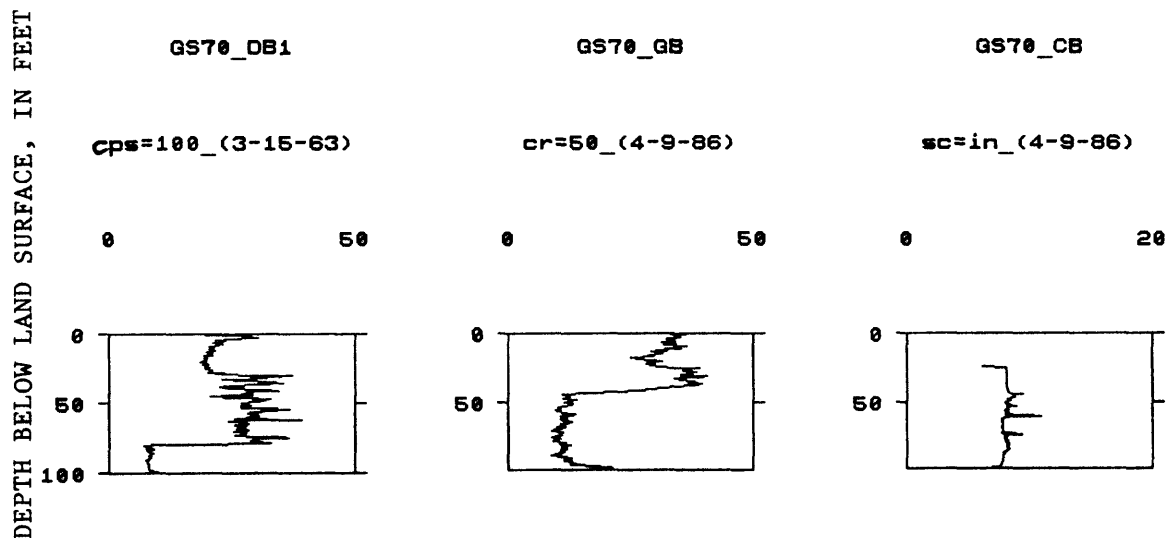 DEPTH BELOW LAND SURFACE, IN FEET
GS70_DB1
cps=100_(3-15-63)
0 50
0
50
100
GS70_GB
cr=50_(4-9-86)
0 50
0
50
GS70_CB
sc=in_(4-9-86)
0 20
0
50